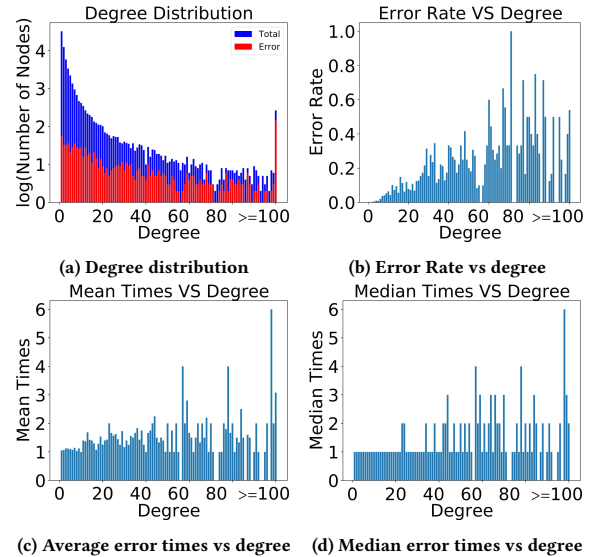 Degree Distribution
log(Number of Nodes)
4
3
2
1
0
Total
Error
0 20 40 60 80 >=100
Degree
(a) Degree distribution
Error Rate VS Degree
Error Rate
1.0
0.8
0.6
0.4
0.2
0.0
0 20 40 60 80 >=100
Degree
(b) Error Rate vs degree
Mean Times VS Degree
Mean Times
6
5
4
3
2
1
0
0 20 40 60 80 >=100
Degree
(c) Average error times vs degree
Median Times VS Degree
Median Times
6
5
4
3
2
1
0
0 20 40 60 80 >=100
Degree
(d) Median error times vs degree